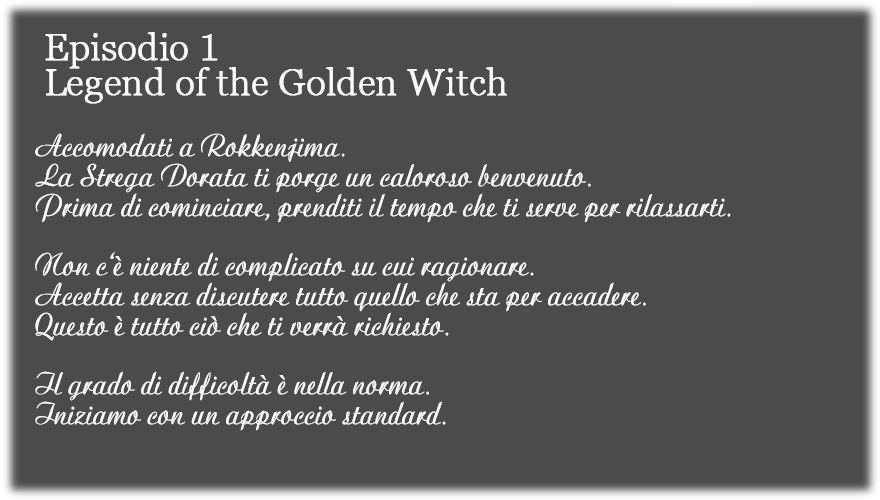 Episodio 1
Legend of the Golden Witch
Accomodati a Rokkenjima.
La Strega Dorata ti porge un caloroso benvenuto.
Prima di cominciare, prenditi il tempo che ti serve per rilassarti.
Non c'è niente di complicato su cui ragionare.
Accetta senza discutere tutto quello che sta per accadere.
Questo è tutto ciò che ti verrà richiesto.
Il grado di difficoltà è nella norma.
Iniziamo con un approccio standard.